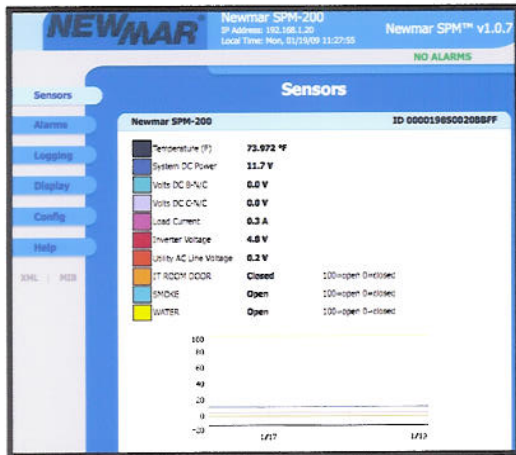 NEWMAR®
Newmar SPM-200
IP Address: 192.168.1.20
Local Time: Mon, 01/19/09 11:27:55
Newmar SPM™ v1.0.7
NO ALARMS
Sensors
Sensors
Alarms
Logging
Display
Config
Help
XML | MIB
Newmar SPM-200 ID 0000198S0020BBFF
Temperature (F) 73.972 °F
System DC Power 11.7 V
Volts DC B-N/C 0.0 V
Volts DC C-N/C 0.0 V
Load Current 0.3 A
Inverter Voltage 4.8 V
Utility AC Line Voltage 0.2 V
IT ROOM DOOR Closed 100=open 0=closed
SMOKE Open 100=open 0=closed
WATER Open 100=open 0=closed
100
80
60
40
20
0
-20
1/17